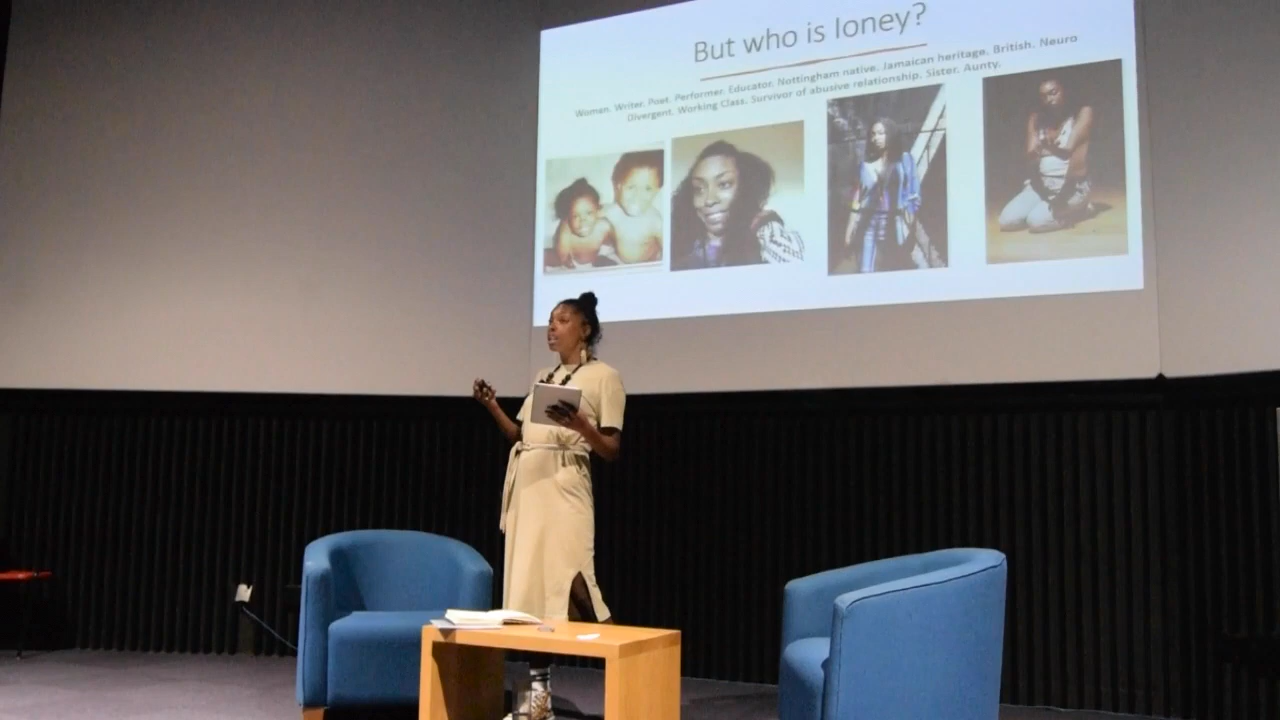 But who is Ioney?
Woman. Writer. Poet. Performer. Educator. Nottingham native. Jamaican heritage. British. Neuro
Divergent. Working Class. Survivor of abusive relationship. Sister. Aunty.